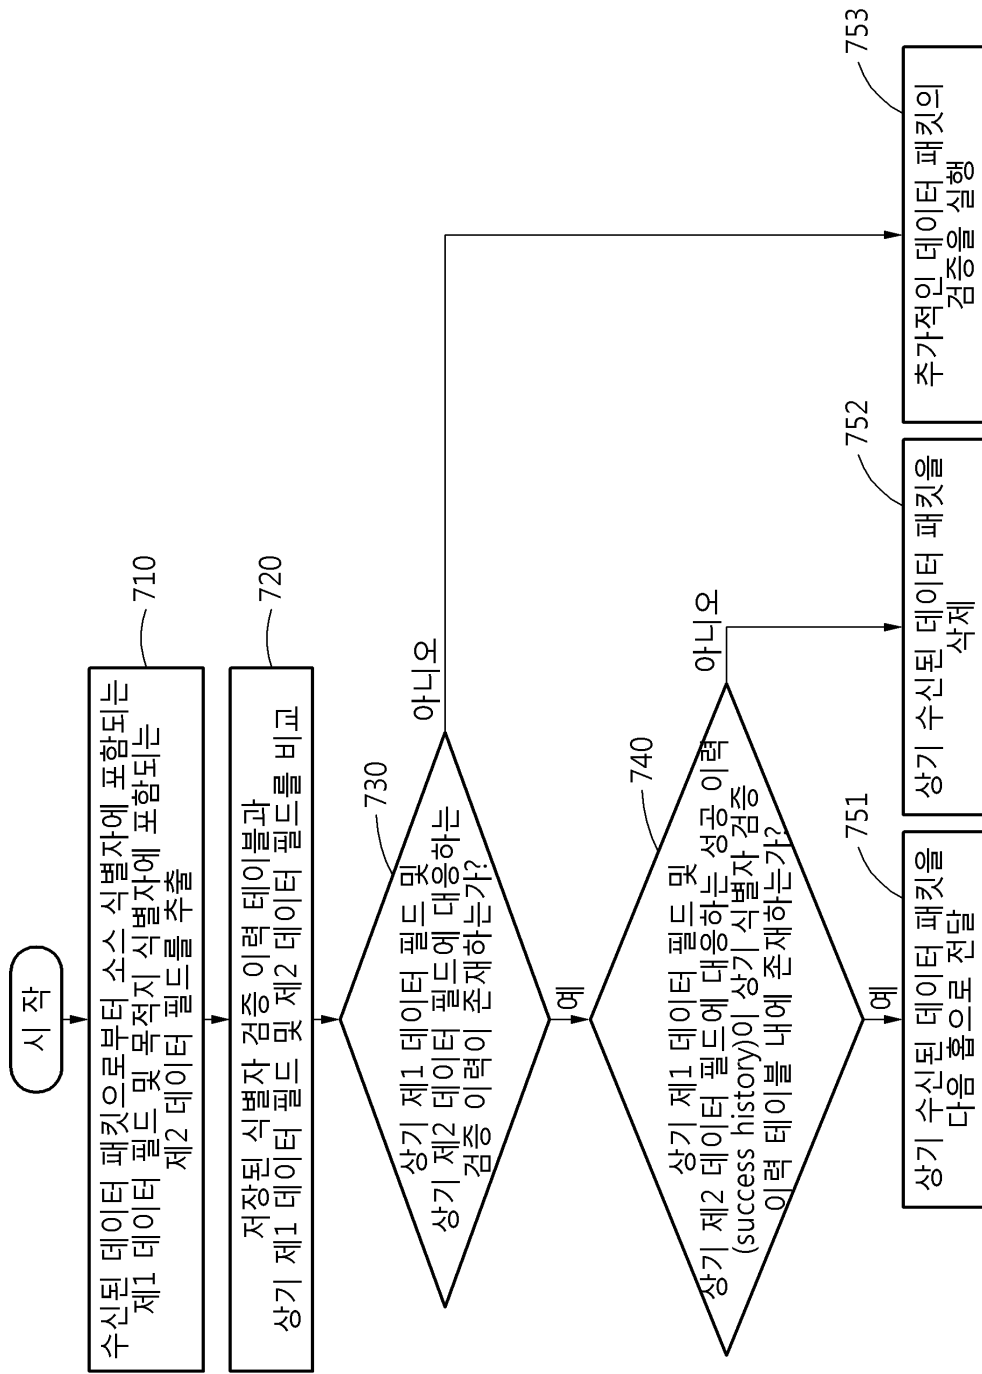 시 작
수신된 데이터 패킷으로부터 소스 식별자에 포함되는
제1 데이터 필드 및 목적지 식별자에 포함되는
제2 데이터 필드를 추출
710
저장된 식별자 검증 이력 테이블과
상기 제1 데이터 필드 및 제2 데이터 필드를 비교
720
상기 제1 데이터 필드 및
상기 제2 데이터 필드에 대응하는
검증 이력이 존재하는가?
730
아니오
예
상기 제1 데이터 필드 및
상기 제2 데이터 필드에 대응하는 성공 이력
(success history)이 상기 식별자 검증
이력 테이블 내에 존재하는가?
740
아니오
예
상기 수신된 데이터 패킷을
다음 홉으로 전달
751
상기 수신된 데이터 패킷을
삭제
752
추가적인 데이터 패킷의
검증을 실행
753